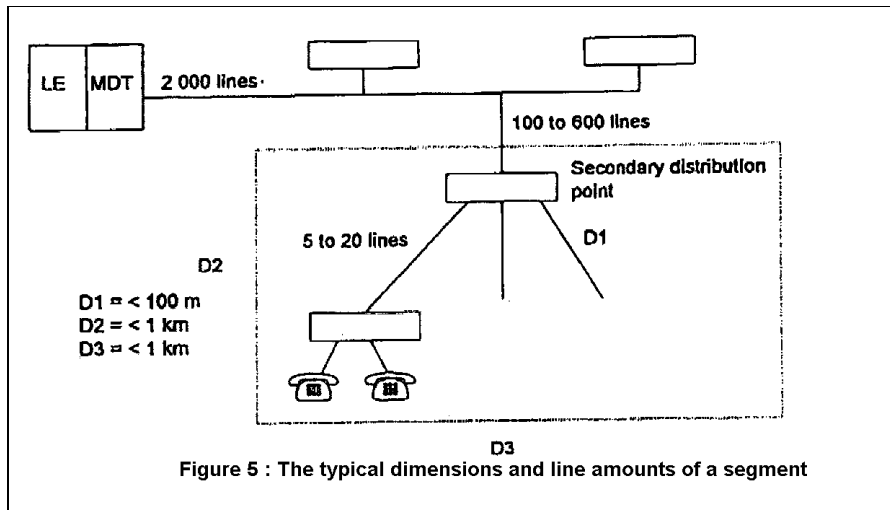 LE MDT 2 000 lines
100 to 600 lines
Secondary distribution
point
5 to 20 lines
D1
D2
D1 = < 100 m
D2 = < 1 km
D3 = < 1 km
D3
Figure 5 : The typical dimensions and line amounts of a segment